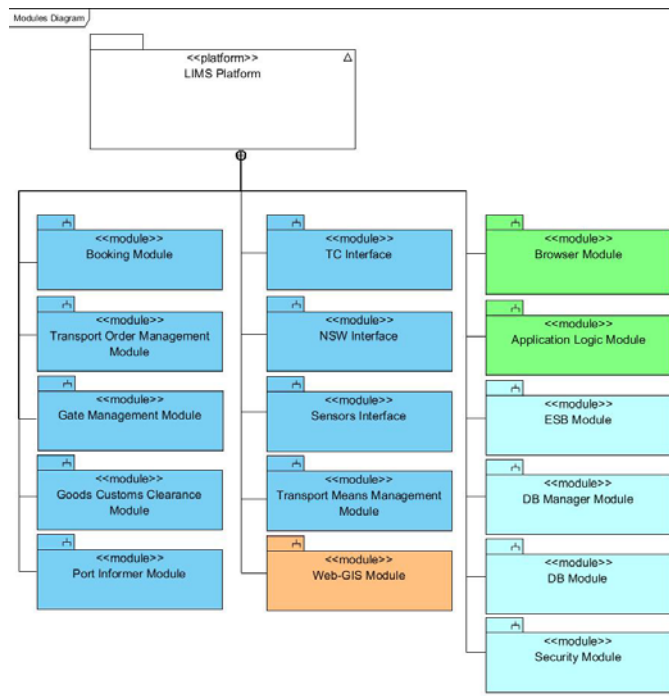 Modules Diagram
<<platform>>
LIMS Platform
<<module>>
Booking Module
<<module>>
Transport Order Management
Module
<<module>>
Gate Management Module
<<module>>
Goods Customs Clearance
Module
<<module>>
Port Informer Module
<<module>>
TC Interface
<<module>>
NSW Interface
<<module>>
Sensors Interface
<<module>>
Transport Means Management
Module
<<module>>
Web-GIS Module
<<module>>
Browser Module
<<module>>
Application Logic Module
<<module>>
ESB Module
<<module>>
DB Manager Module
<<module>>
DB Module
<<module>>
Security Module